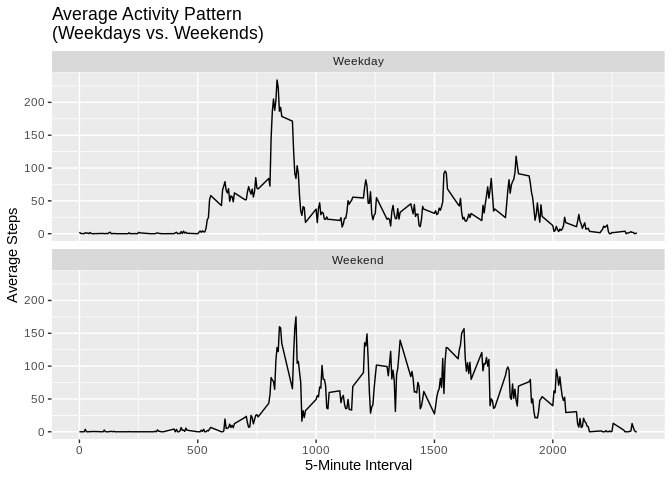 Average Activity Pattern
(Weekdays vs. Weekends)
Weekday
200
150
100
50
0
Average Steps
Weekend
200
150
100
50
0
0 500 1000 1500 2000
5-Minute Interval